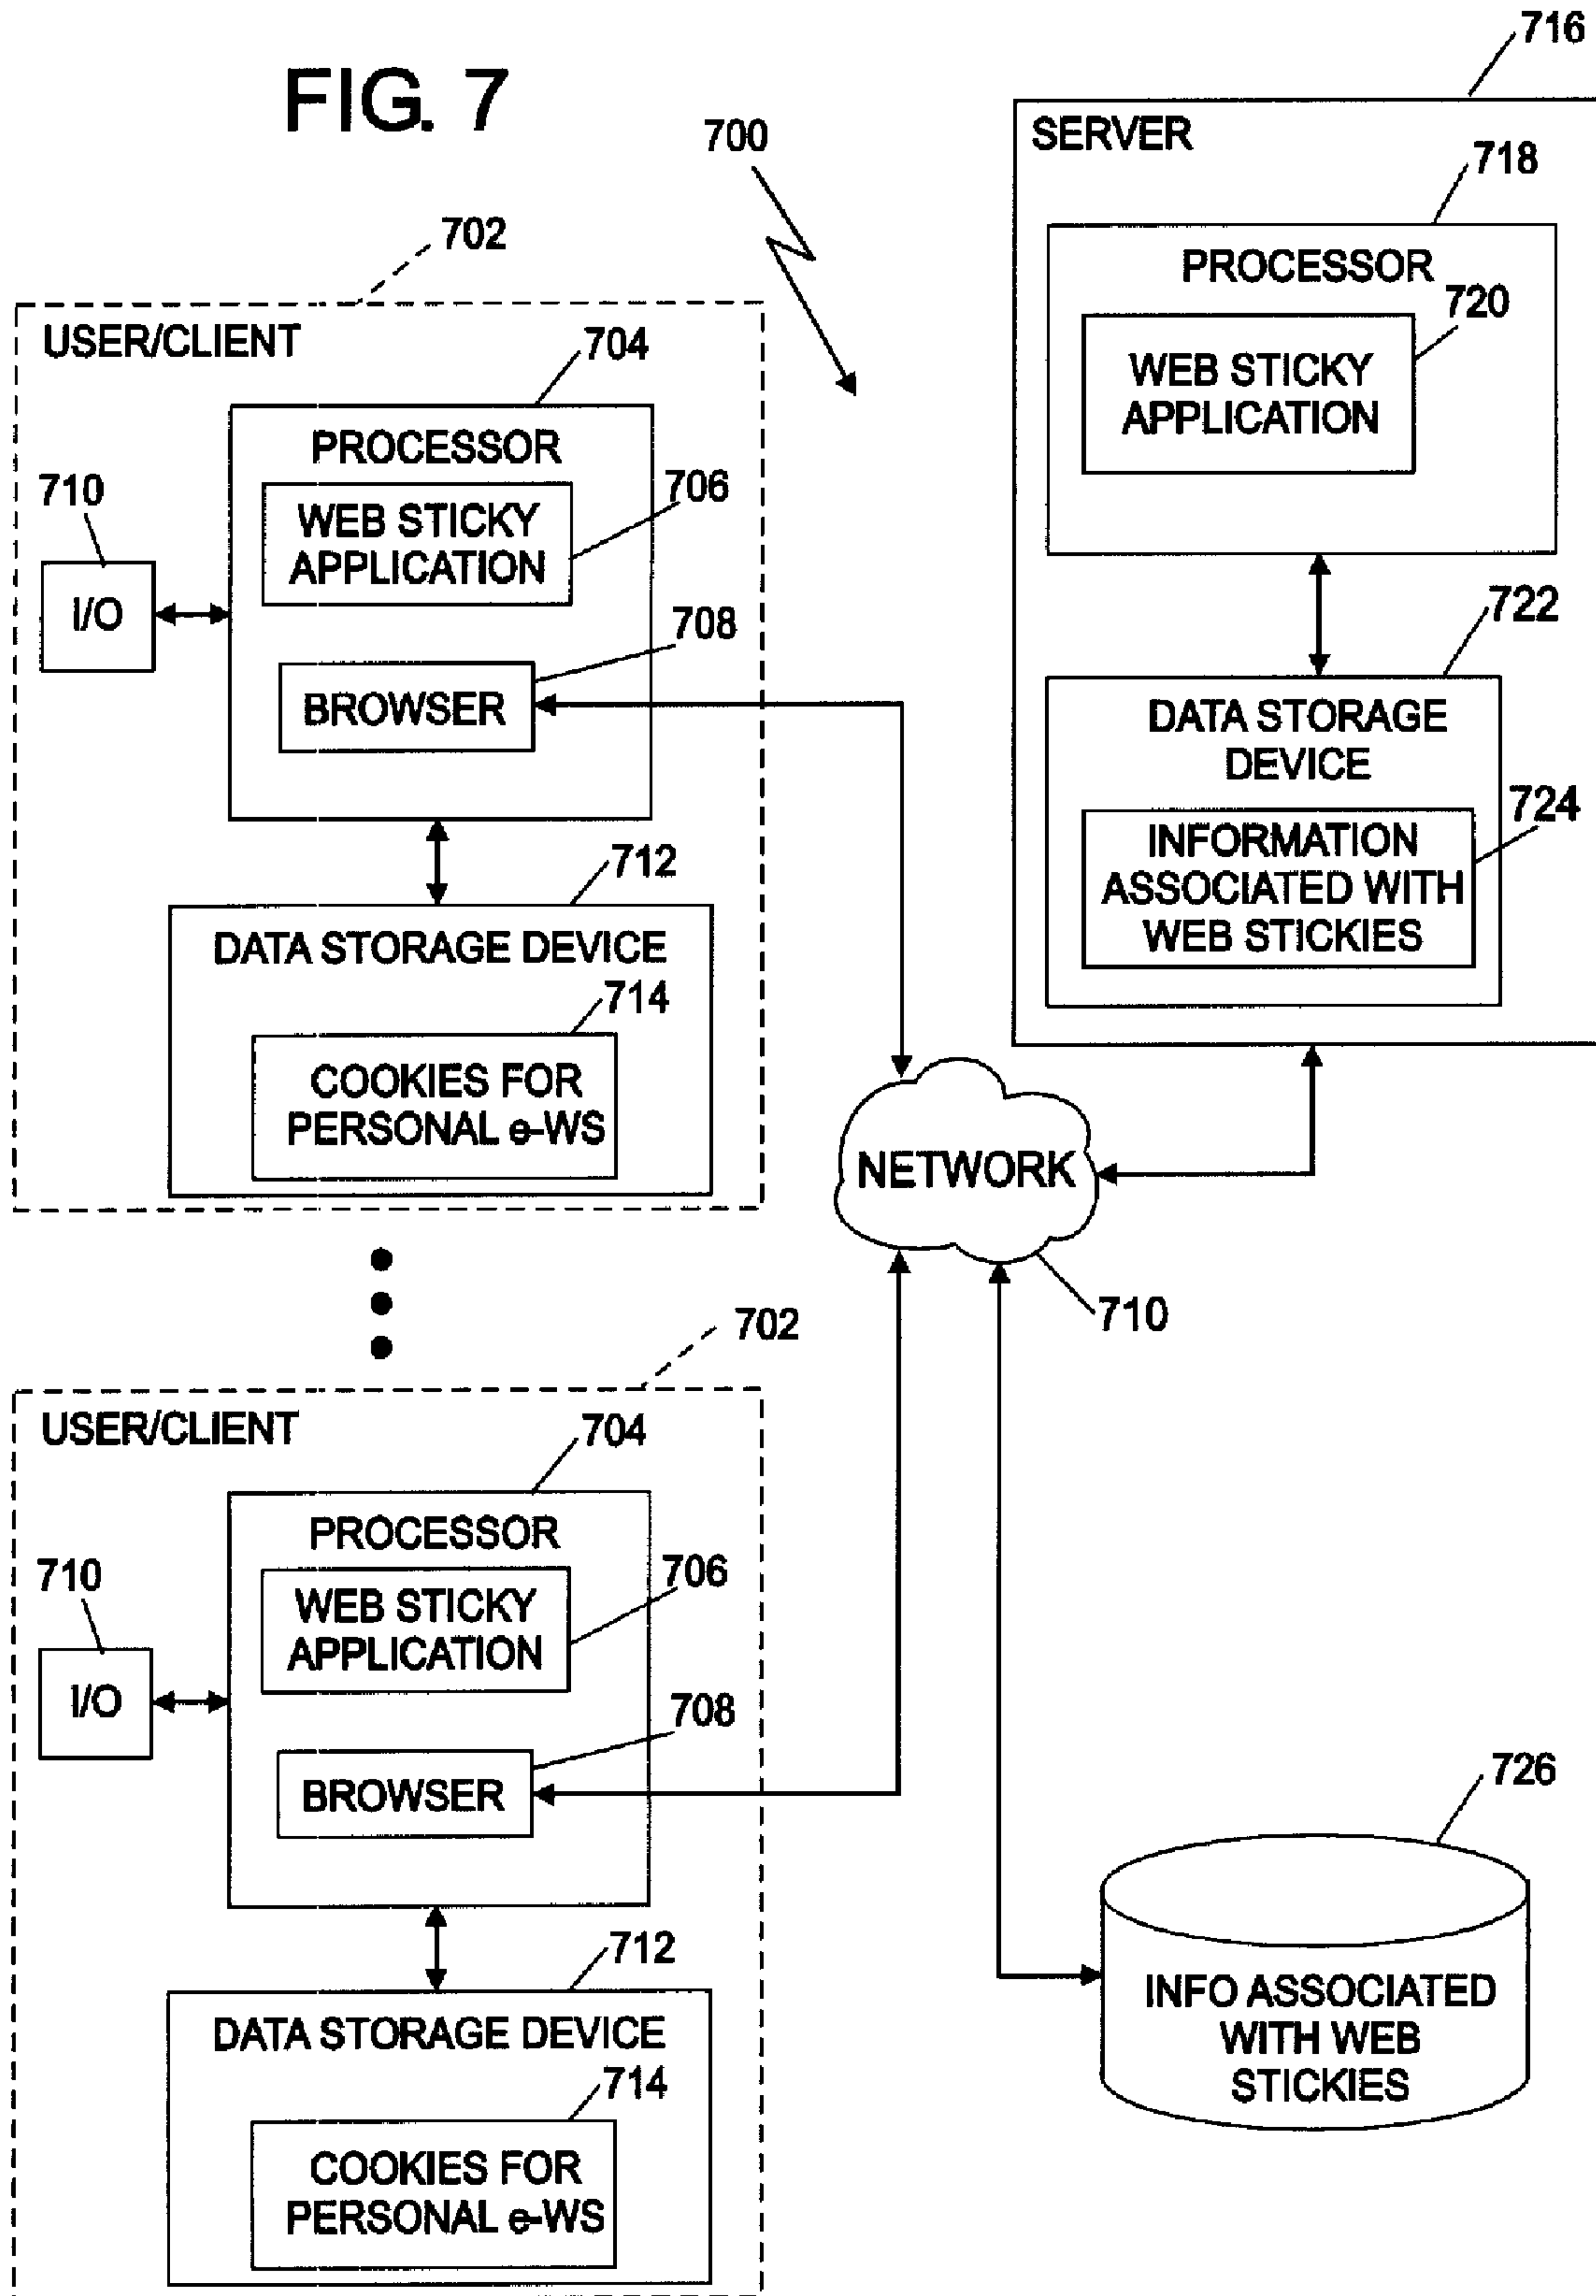 FIG. 7
700
716
SERVER
718
PROCESSOR
720
WEB STICKY
APPLICATION
722
DATA STORAGE
DEVICE
724
INFORMATION
ASSOCIATED WITH
WEB STICKIES
702
USER/CLIENT
704
PROCESSOR
710
I/O
706
WEB STICKY
APPLICATION
708
BROWSER
712
DATA STORAGE DEVICE
714
COOKIES FOR
PERSONAL e-WS
NETWORK
710
702
USER/CLIENT
704
PROCESSOR
710
I/O
706
WEB STICKY
APPLICATION
708
BROWSER
712
DATA STORAGE DEVICE
714
COOKIES FOR
PERSONAL e-WS
726
INFO ASSOCIATED
WITH WEB
STICKIES